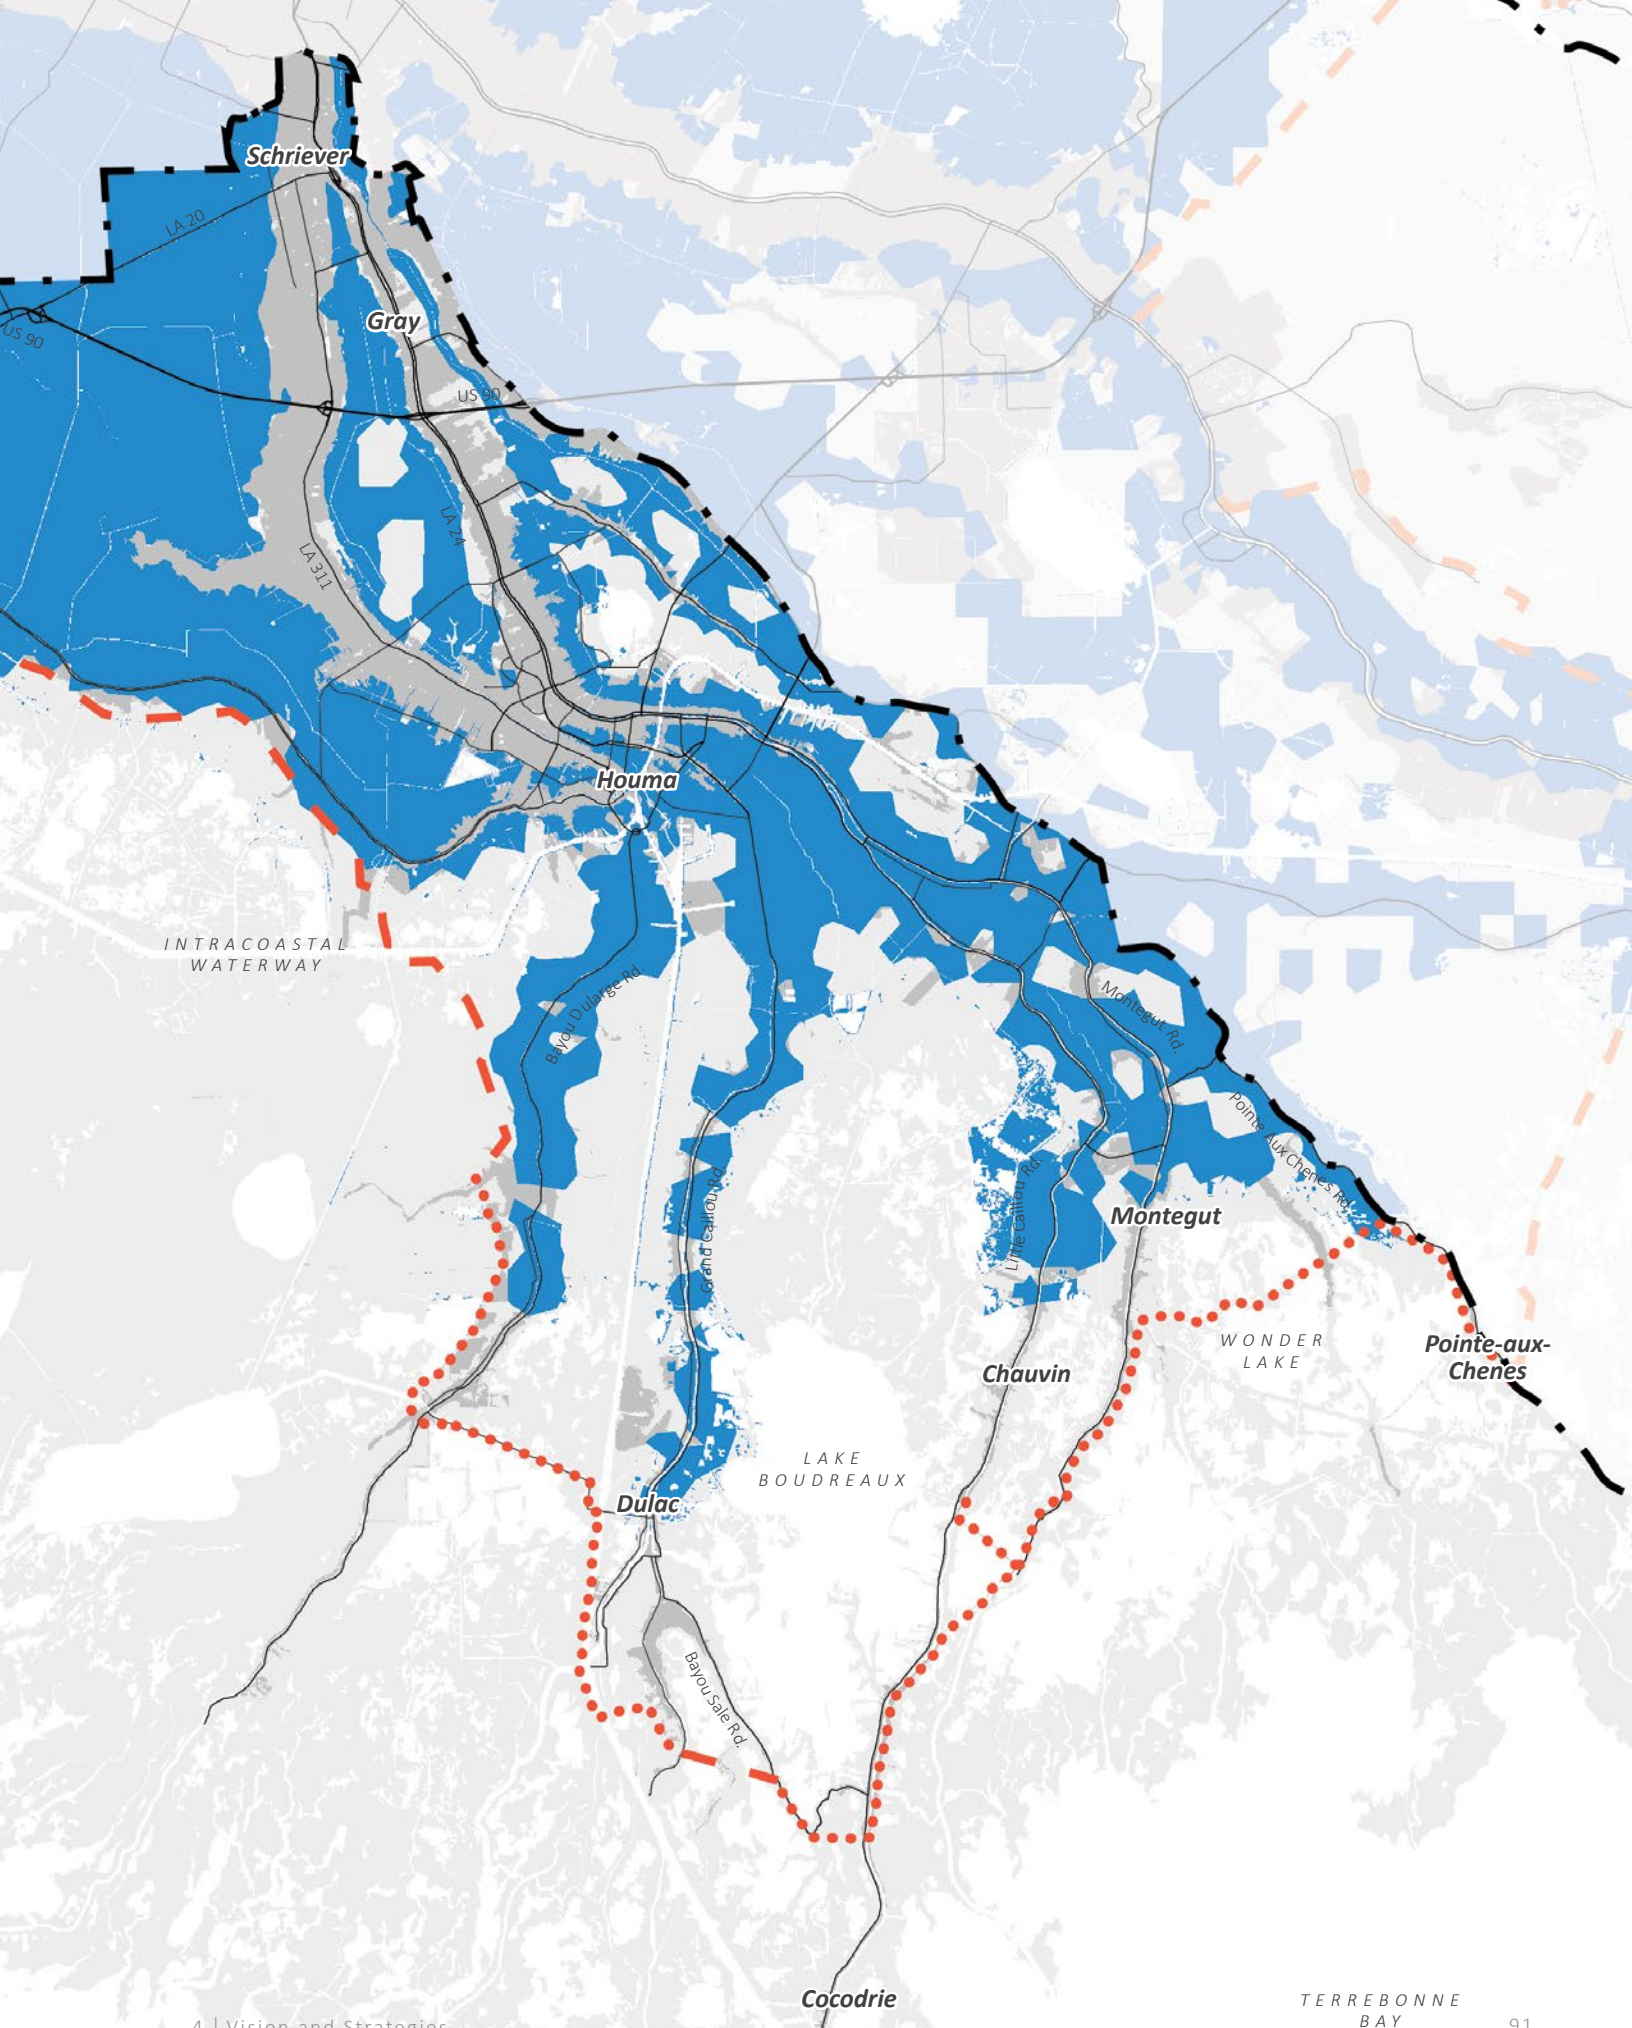 Schriever
LA 20
Gray
US 90
US 90
LA 24
LA 311
Houma
INTRACOASTAL
WATERWAY
Bayou Dularge Rd.
Montegut Rd.
Pointe Aux Chenes Rd.
Little Caillou Rd.
Grand Caillou Rd.
Montegut
WONDER
LAKE
Pointe-aux-
Chenes
Chauvin
LAKE
BOUDREAUX
Dulac
Bayou Sale Rd.
Cocodrie
TERREBONNE
BAY
4 | Vision and Strategies
91